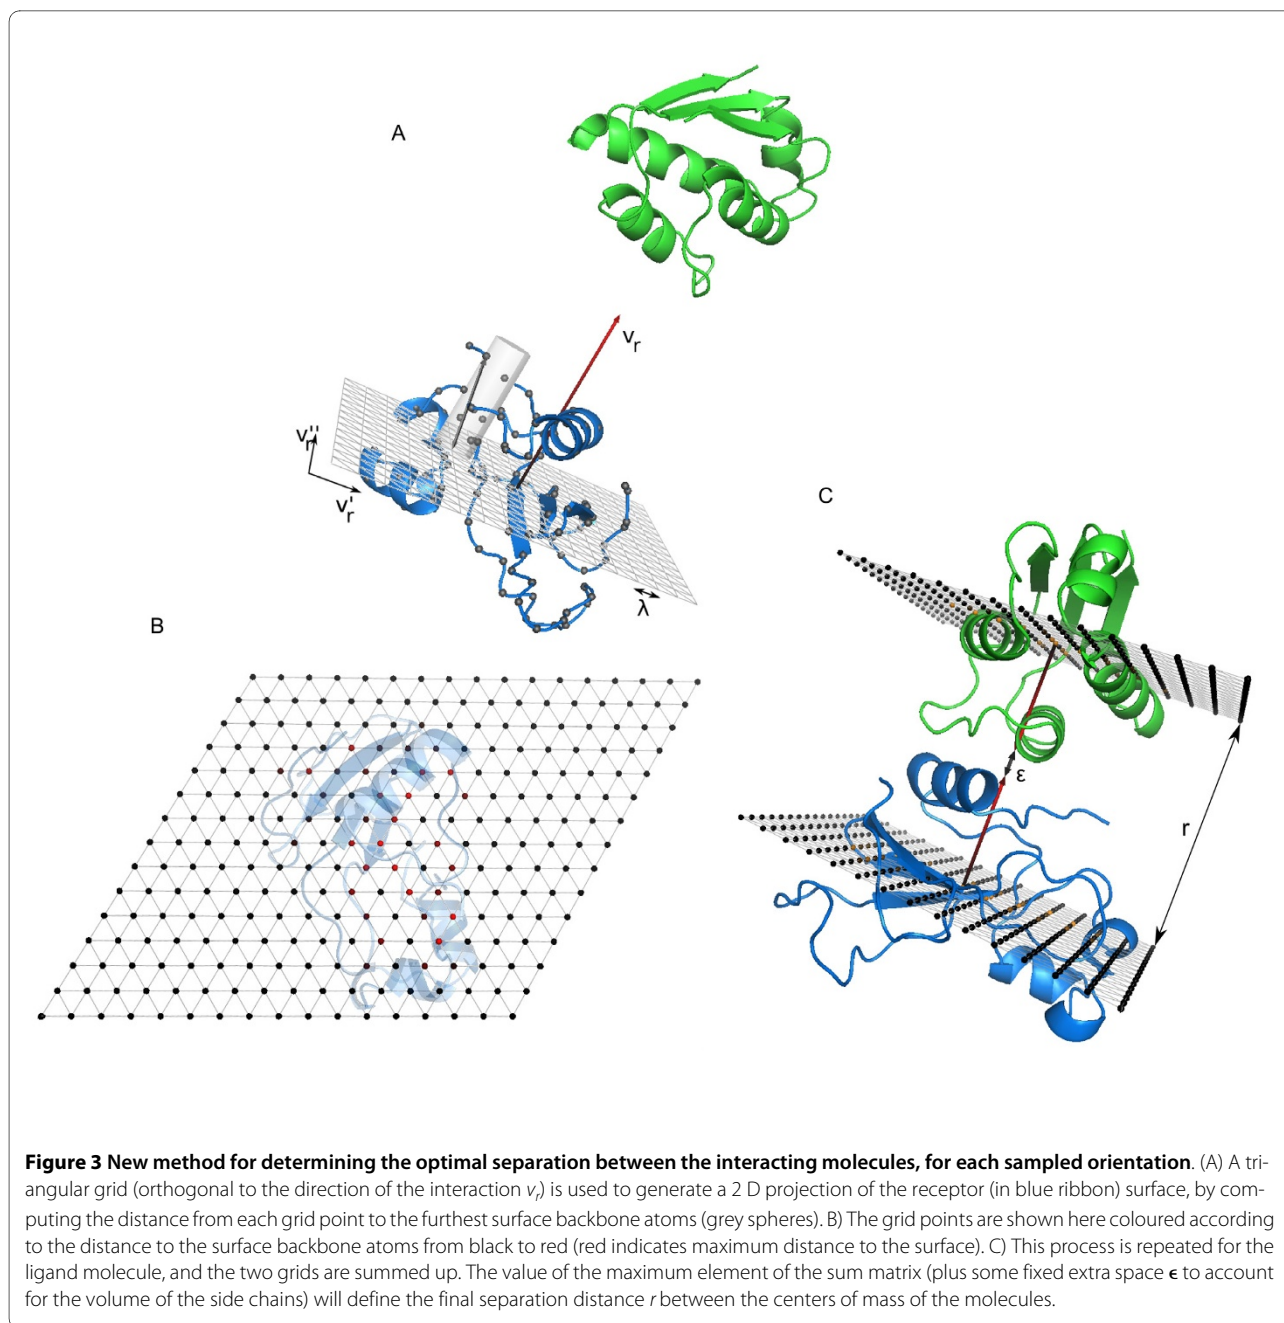 A
v_r
v_r''
v_r'
λ
C
B
ε
r
Figure 3 New method for determining the optimal separation between the interacting molecules, for each sampled orientation. (A) A tri-
angular grid (orthogonal to the direction of the interaction v_r) is used to generate a 2 D projection of the receptor (in blue ribbon) surface, by com-
puting the distance from each grid point to the furthest surface backbone atoms (grey spheres). B) The grid points are shown here coloured according
to the distance to the surface backbone atoms from black to red (red indicates maximum distance to the surface). C) This process is repeated for the
ligand molecule, and the two grids are summed up. The value of the maximum element of the sum matrix (plus some fixed extra space ϵ to account
for the volume of the side chains) will define the final separation distance r between the centers of mass of the molecules.